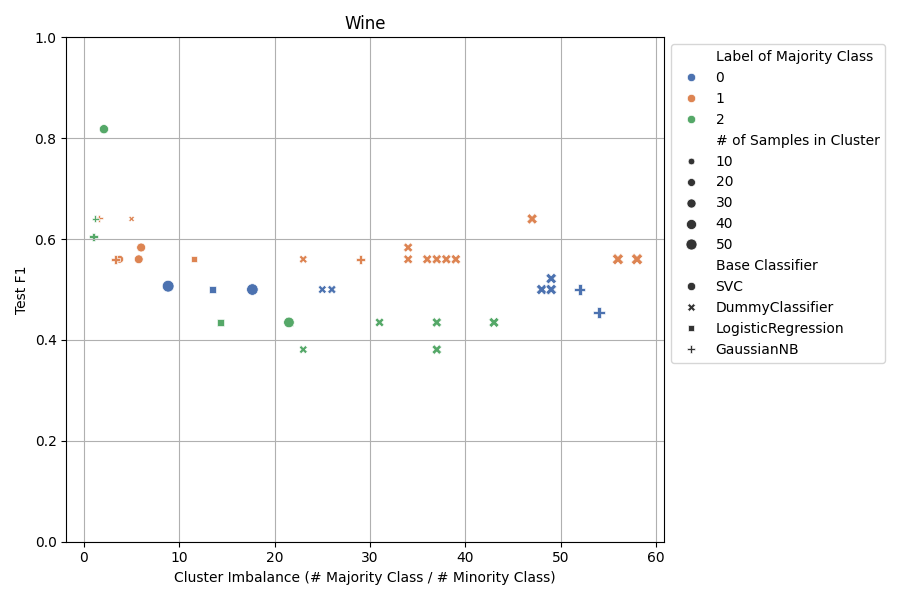 Wine
1.0
0.8
0.6
0.4
0.2
0.0
Test F1
0 10 20 30 40 50 60
Cluster Imbalance (# Majority Class / # Minority Class)
Label of Majority Class
0
1
2
# of Samples in Cluster
10
20
30
40
50
Base Classifier
SVC
DummyClassifier
LogisticRegression
GaussianNB